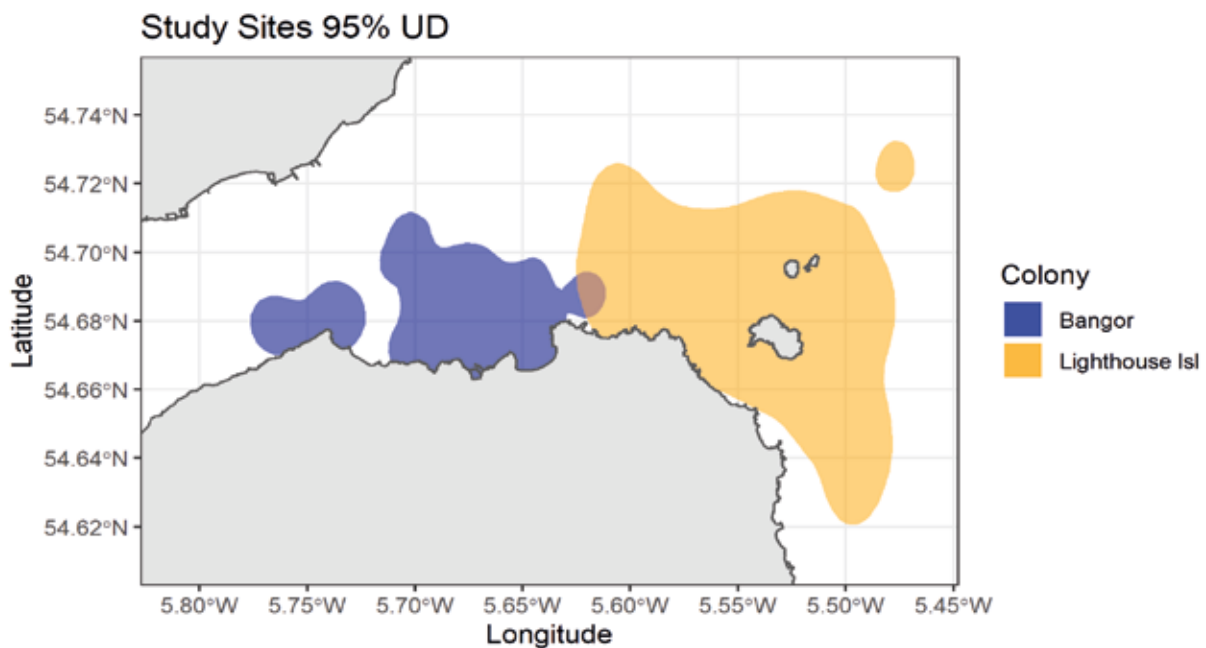 Study Sites 95% UD
54.74°N
54.72°N
54.70°N
54.68°N
54.66°N
54.64°N
54.62°N
Latitude
5.80°W 5.75°W 5.70°W 5.65°W 5.60°W 5.55°W 5.50°W 5.45°W
Longitude
Colony
Bangor
Lighthouse Isl